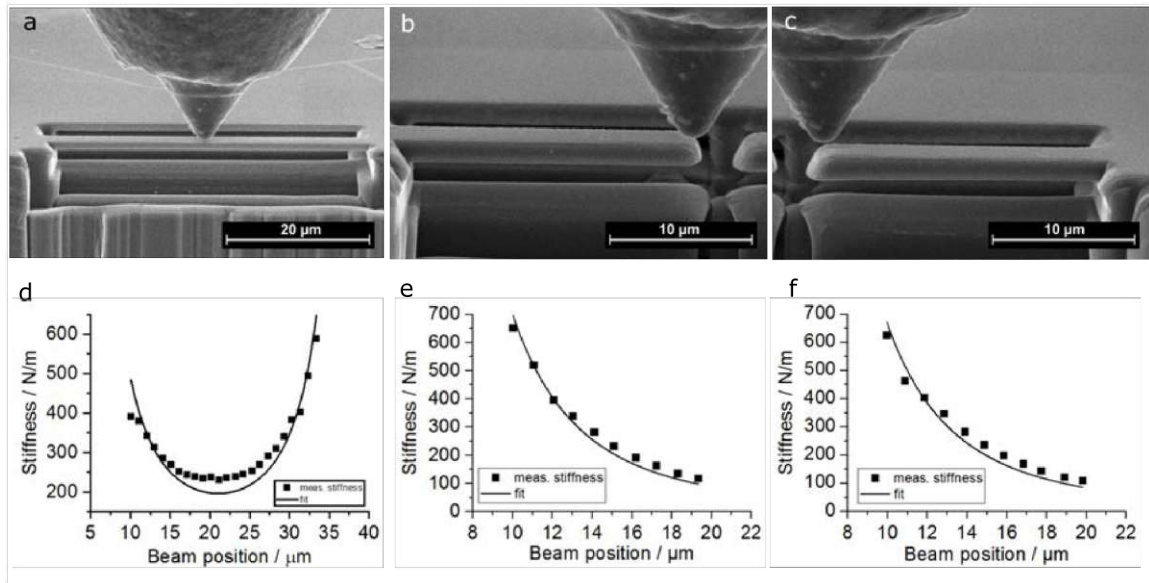 a
b
c
20 µm
10 µm
10 µm
d
e
f
Stiffness / N/m
600
500
400
300
200
meas. stiffness
fit
5 10 15 20 25 30 35 40
Beam position / µm
Stiffness / N/m
700
600
500
400
300
200
100
0
meas. stiffness
fit
8 10 12 14 16 18 20 22
Beam position / µm
Stiffness / N/m
700
600
500
400
300
200
100
0
meas. stiffness
fit
8 10 12 14 16 18 20 22
Beam position / µm